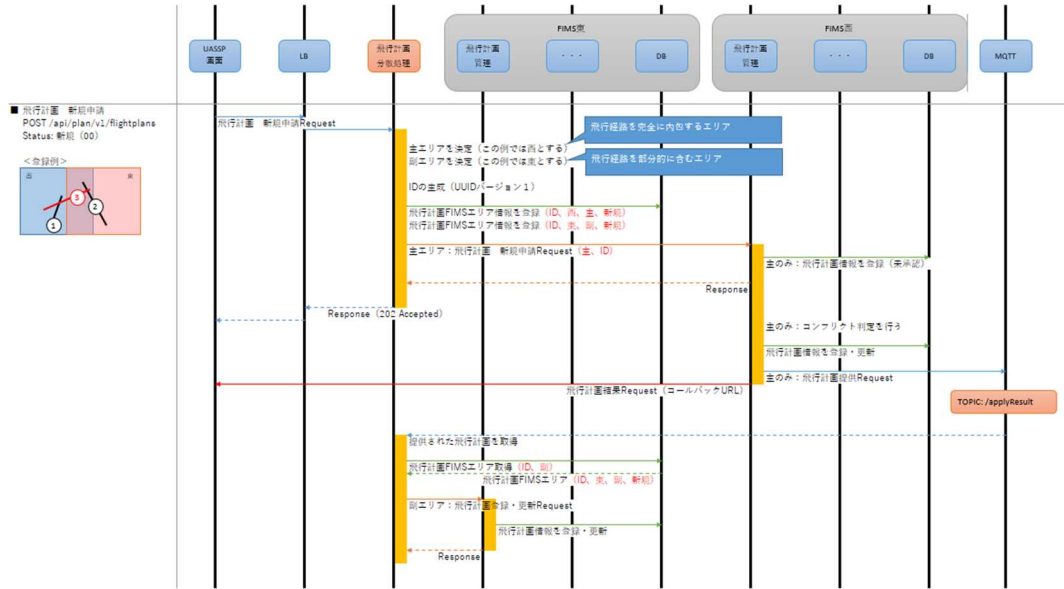 FIMS東
FIMS西
UASSP
画面
LB
飛行計画
分散処理
飛行計画
管理
・・・
DB
飛行計画
管理
・・・
DB
MQTT
■ 飛行計画 新規申請
POST /api/plan/v1/flightplans
Status: 新規（00）
＜登録例＞
西
東
1
2
3
飛行計画 新規申請Request
飛行経路を完全に内包するエリア
主エリアを決定（この例では西とする）
副エリアを決定（この例では東とする）
飛行経路を部分的に含むエリア
IDの生成（UUIDバージョン１）
飛行計画FIMSエリア情報を登録（ID、西、主、新規）
飛行計画FIMSエリア情報を登録（ID、東、副、新規）
主エリア：飛行計画 新規申請Request（主、ID）
主のみ：飛行計画情報を登録（未承認）
Response
Response（202 Accepted）
主のみ：コンフリクト判定を行う
飛行計画情報を登録・更新
主のみ：飛行計画提供Request
飛行計画結果Request（コールバックURL）
TOPIC: /applyResult
提供された飛行計画を取得
飛行計画FIMSエリア取得（ID、副）
飛行計画FIMSエリア（ID、東、副、新規）
副エリア：飛行計画登録・更新Request
飛行計画情報を登録・更新
Response